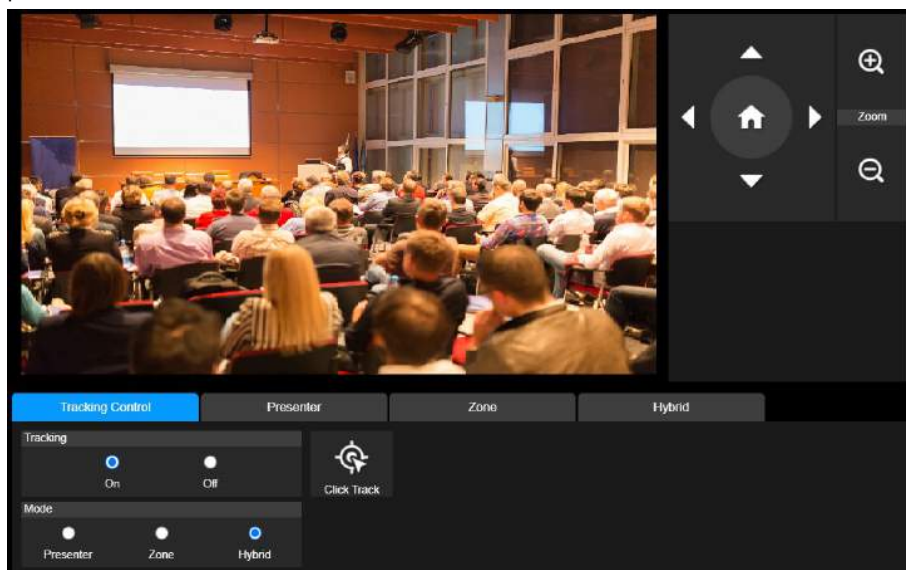 Zoom
Tracking Control Presenter Zone Hybrid
Tracking
On Off
Click Track
Mode
Presenter Zone Hybrid